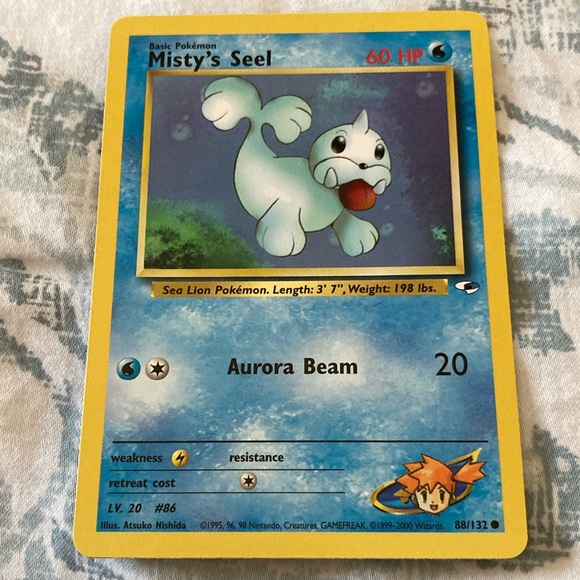 Basic Pokémon
Misty's Seel 60 HP
Sea Lion Pokémon. Length: 3' 7", Weight: 198 lbs.
Aurora Beam 20
weakness resistance
retreat cost
LV. 20 #86
Illus. Atsuko Nishida ©1995, 96, 98 Nintendo, Creatures, GAMEFREAK. ©1999-2000 Wizards. 88/132